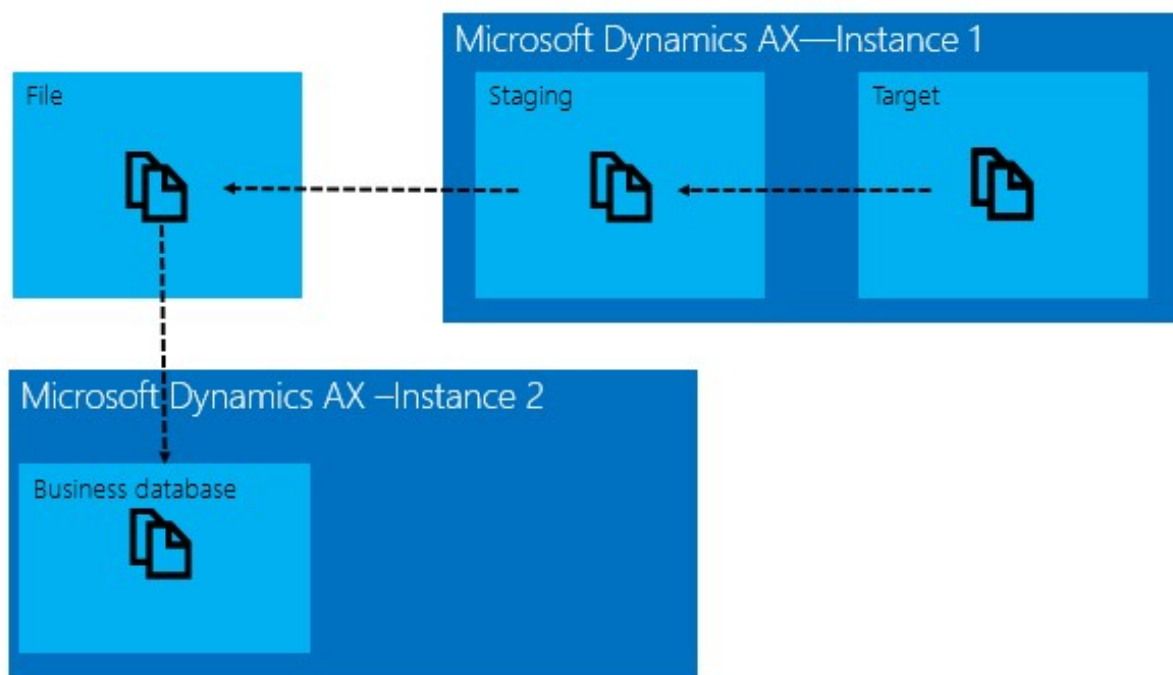 Microsoft Dynamics AX—Instance 1
File
Staging
Target
Microsoft Dynamics AX –Instance 2
Business database